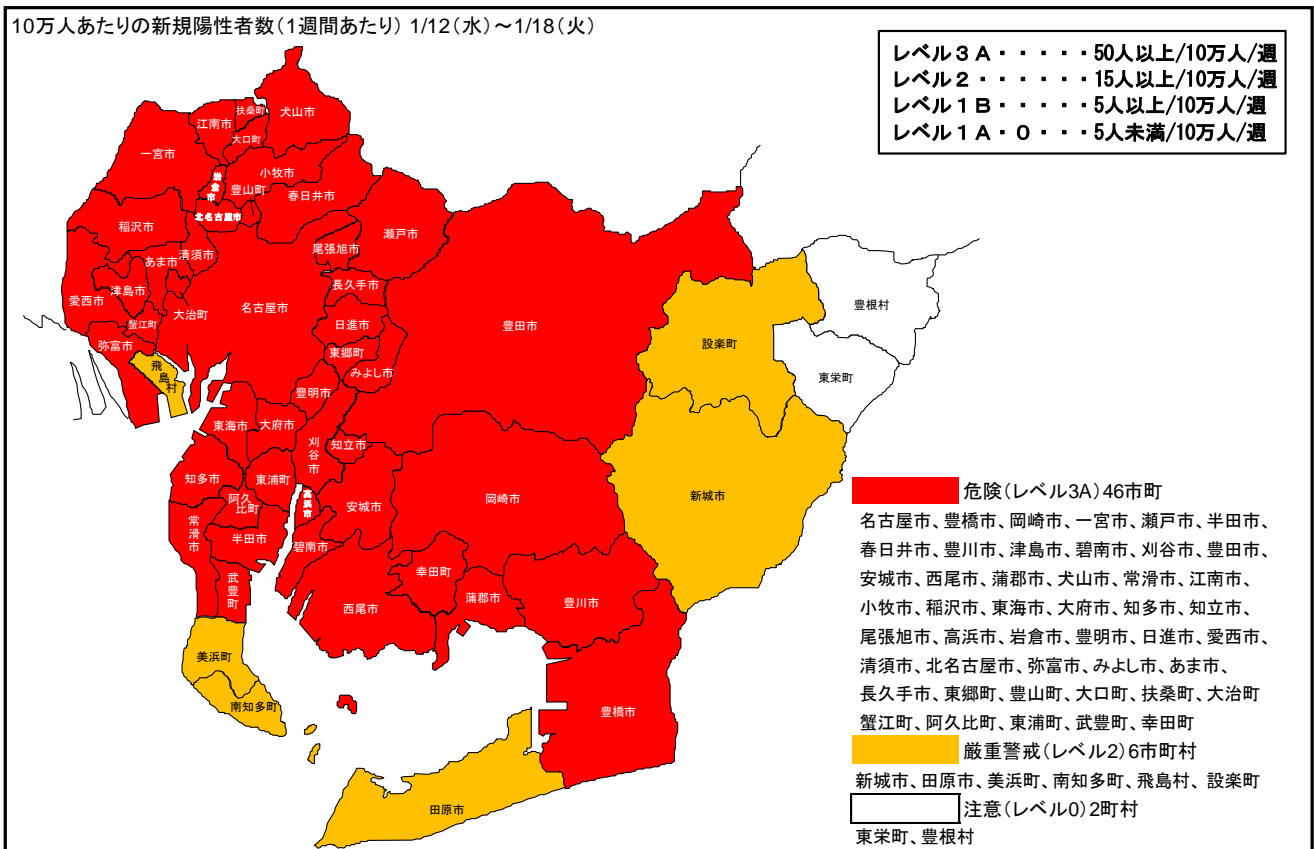 10万人あたりの新規陽性者数(1週間あたり) 1/12(水)~1/18(火)
レベル3A・・・・・50人以上/10万人/週
レベル2・・・・・・15人以上/10万人/週
レベル1B・・・・・5人以上/10万人/週
レベル1A・0・・・5人未満/10万人/週
扶桑町
犬山市
江南市
大口町
一宮市
岩倉市
小牧市
豊山町
春日井市
北名古屋市
稲沢市
瀬戸市
尾張旭市
清須市
あま市
長久手市
津島市
愛西市
大治町
名古屋市
豊田市
豊根村
蟹江町
日進市
設楽町
弥富市
東郷町
みよし市
飛島村
東栄町
豊明市
東海市
大府市
刈谷市
知立市
知多市
東浦町
新城市
阿久比町
高浜市
安城市
岡崎市
常滑市
半田市
碧南市
武豊町
幸田町
蒲郡市
豊川市
西尾市
美浜町
南知多町
豊橋市
田原市
危険(レベル3A)46市町
名古屋市、豊橋市、岡崎市、一宮市、瀬戸市、半田市、
春日井市、豊川市、津島市、碧南市、刈谷市、豊田市、
安城市、西尾市、蒲郡市、犬山市、常滑市、江南市、
小牧市、稲沢市、東海市、大府市、知多市、知立市、
尾張旭市、高浜市、岩倉市、豊明市、日進市、愛西市、
清須市、北名古屋市、弥富市、みよし市、あま市、
長久手市、東郷町、豊山町、大口町、扶桑町、大治町
蟹江町、阿久比町、東浦町、武豊町、幸田町
厳重警戒(レベル2)6市町村
新城市、田原市、美浜町、南知多町、飛島村、設楽町
注意(レベル0)2町村
東栄町、豊根村